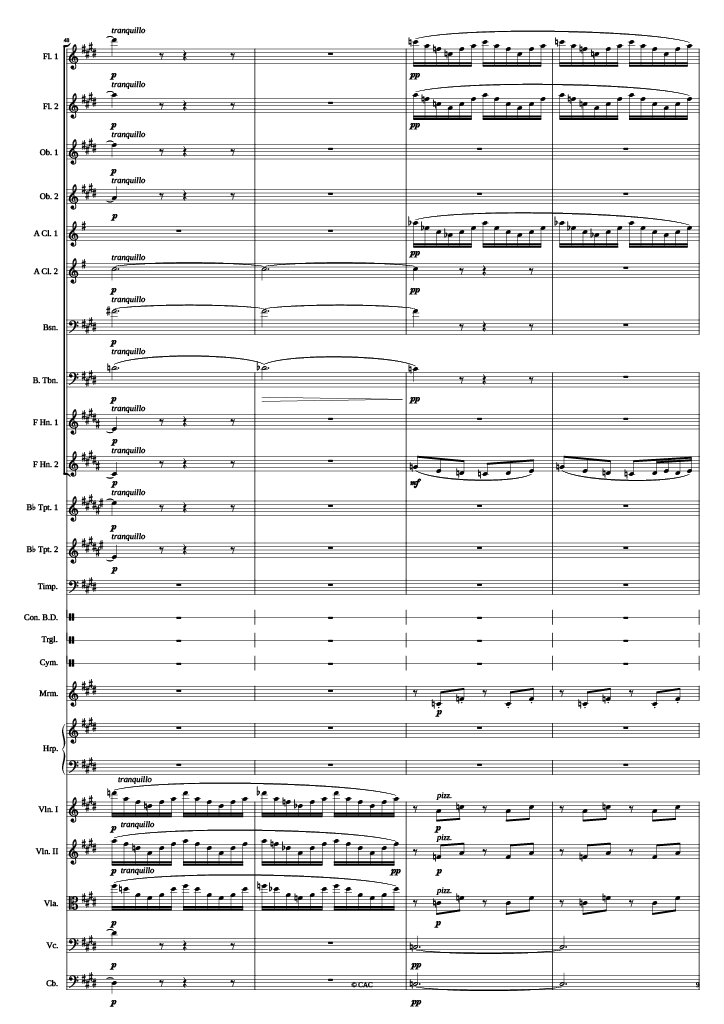 48
tranquillo
Fl. 1
p
pp
tranquillo
Fl. 2
p
pp
tranquillo
Ob. 1
p
tranquillo
Ob. 2
p
A Cl. 1
pp
tranquillo
A Cl. 2
p
pp
tranquillo
Bsn.
p
tranquillo
B. Tbn.
p
pp
tranquillo
F Hn. 1
p
tranquillo
F Hn. 2
p
mf
tranquillo
B♭ Tpt. 1
p
tranquillo
B♭ Tpt. 2
p
Timp.
Con. B.D.
Trgl.
Cym.
Mrm.
p
Hrp.
tranquillo
pizz.
Vln. I
p
p
tranquillo
pizz.
Vln. II
p
pp
p
tranquillo
pizz.
Vla.
p
p
Vc.
p
pp
Cb.
© CAC
9
p
pp